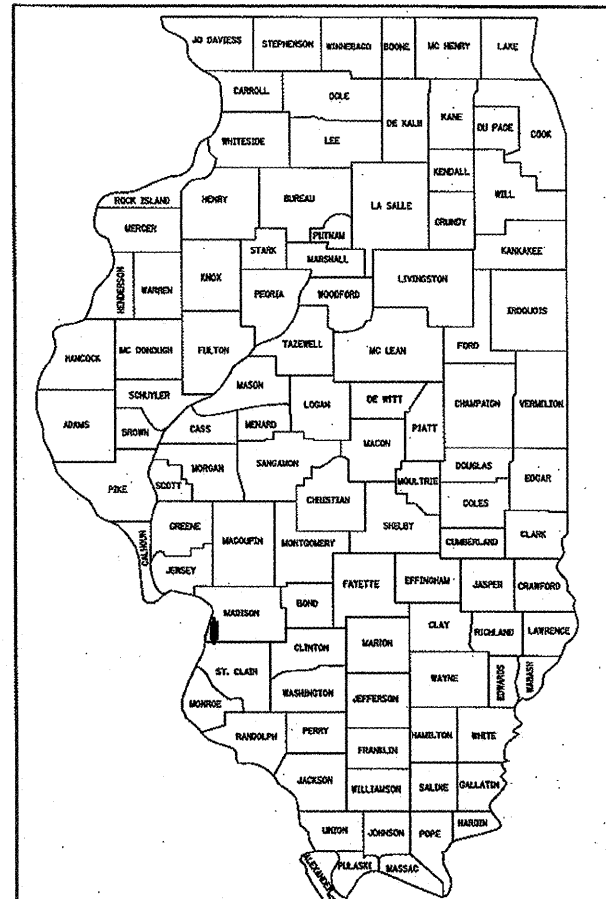 JO DAVIESS STEPHENSON WINNEBAGO BOONE MC HENRY LAKE
CARROLL OGLE DE KALB KANE DU PAGE COOK
WHITESIDE LEE
KENDALL
ROCK ISLAND HENRY BUREAU LA SALLE GRUNDY WILL
MERCER PUTNAM
STARK MARSHALL KANKAKEE
HENDERSON WARREN KNOX PEORIA WOODFORD LIVINGSTON
IROQUOIS
HANCOCK MC DONOUGH FULTON TAZEWELL MC LEAN FORD
MASON
SCHUYLER LOGAN DE WITT CHAMPAIGN VERMILION
ADAMS BROWN CASS MENARD MACON PIATT
PIKE SCOTT MORGAN SANGAMON MOULTRIE DOUGLAS EDGAR
CHRISTIAN COLES
GREENE MACOUPIN MONTGOMERY SHELBY CUMBERLAND CLARK
CALHOUN JERSEY
FAYETTE EFFINGHAM JASPER CRAWFORD
MADISON BOND
CLAY RICHLAND LAWRENCE
CLINTON MARION
ST. CLAIN WAYNE EDWARDS WABASH
MONROE WASHINGTON JEFFERSON
RANDOLPH PERRY HAMILTON WHITE
FRANKLIN
JACKSON WILLIAMSON SALINE GALLATIN
UNION JOHNSON POPE HARDIN
ALEXANDER PULASKI MASSAC